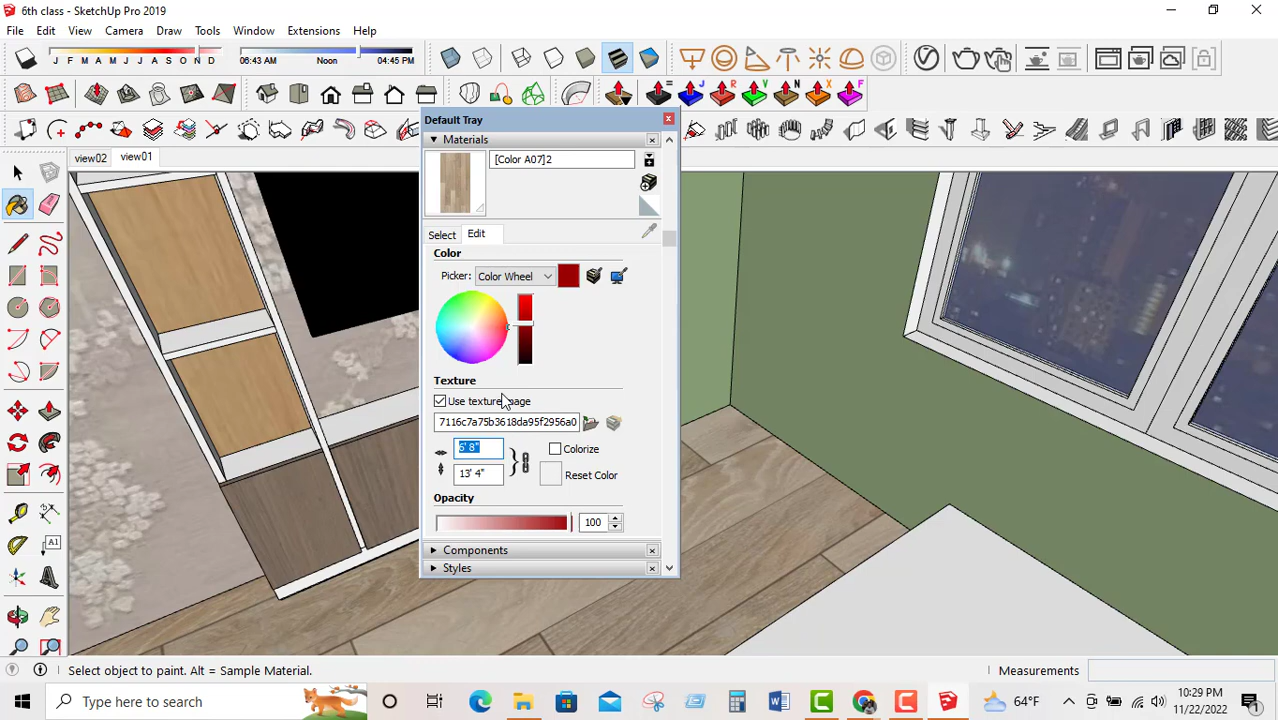 6th class - SketchUp Pro 2019
File Edit View Camera Draw Tools Window Extensions Help
J F M A M J J A S O N D
06:43 AM Noon 04:45 PM
= J R V N X F
Default Tray
view02 view01
Materials
[Color A07]2
Select Edit
Color
Picker: Color Wheel
Texture
Use texture image
7116c7a75b3618da95f2956a0
6' 8"
Colorize
13' 4"
Reset Color
Opacity
100
A1
Components
Styles
Select object to paint. Alt = Sample Material.
Measurements
Type here to search
64°F
10:29 PM
11/22/2022
1